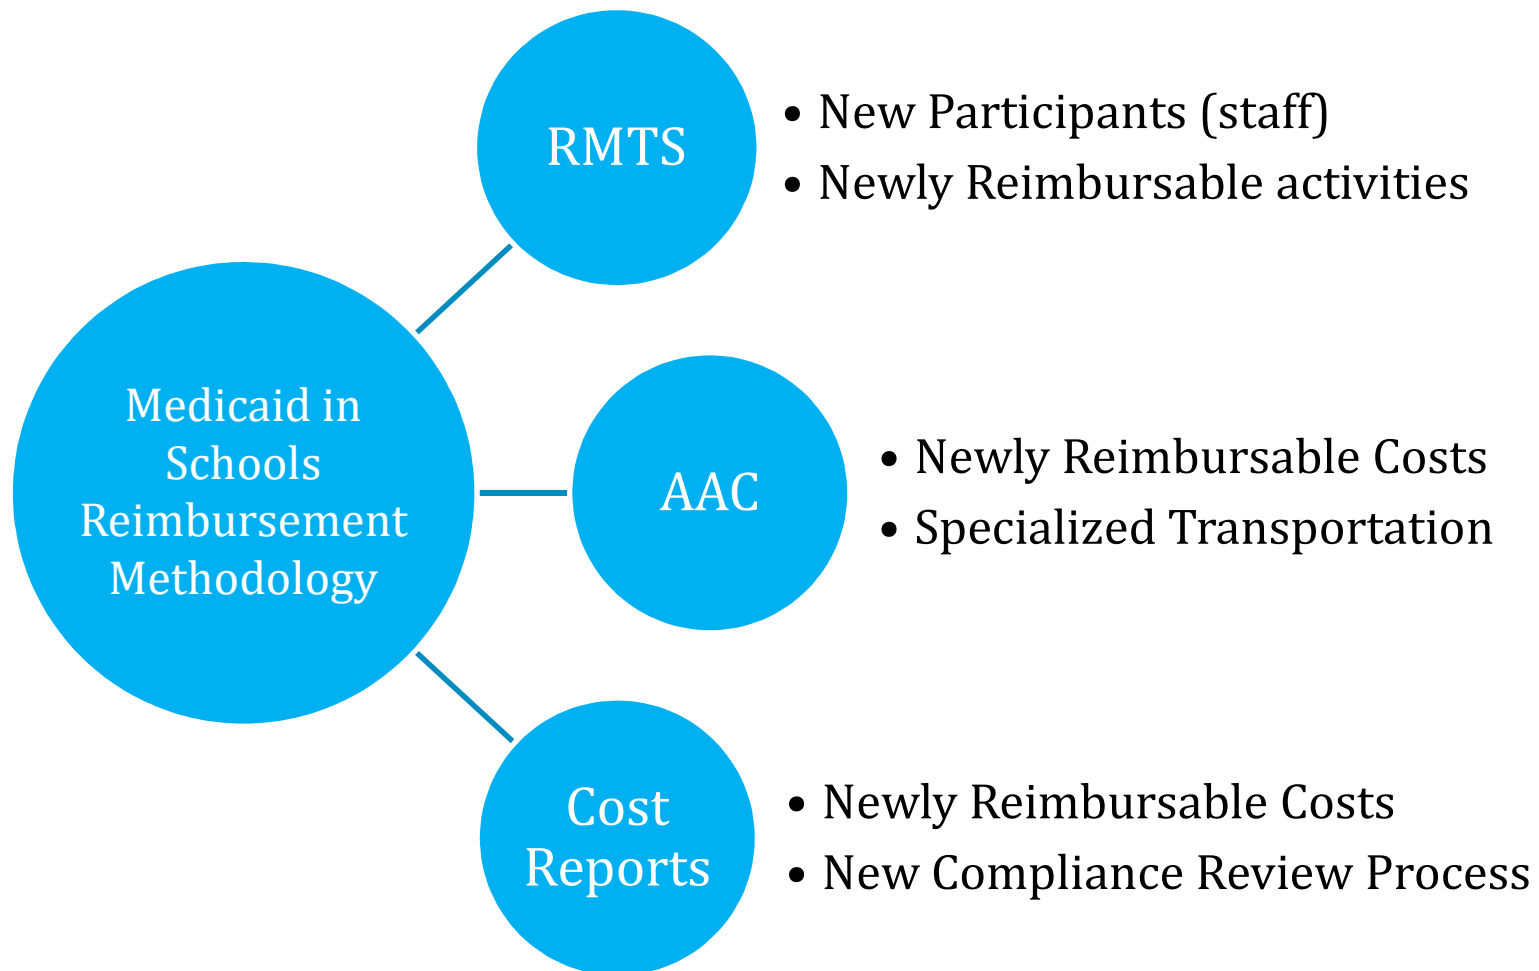 RMTS
• New Participants (staff)
• Newly Reimbursable activities
Medicaid in
Schools
Reimbursement
Methodology
AAC
• Newly Reimbursable Costs
• Specialized Transportation
Cost
Reports
• Newly Reimbursable Costs
• New Compliance Review Process